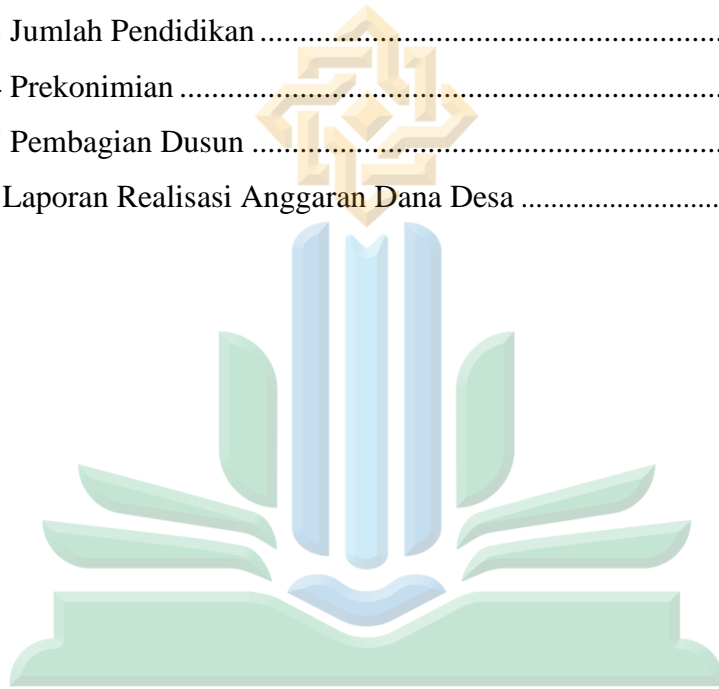 Jumlah Pendidikan ...............................................................
Prekonimian ...........................................................................
Pembagian Dusun .................................................................
Laporan Realisasi Anggaran Dana Desa ..........................